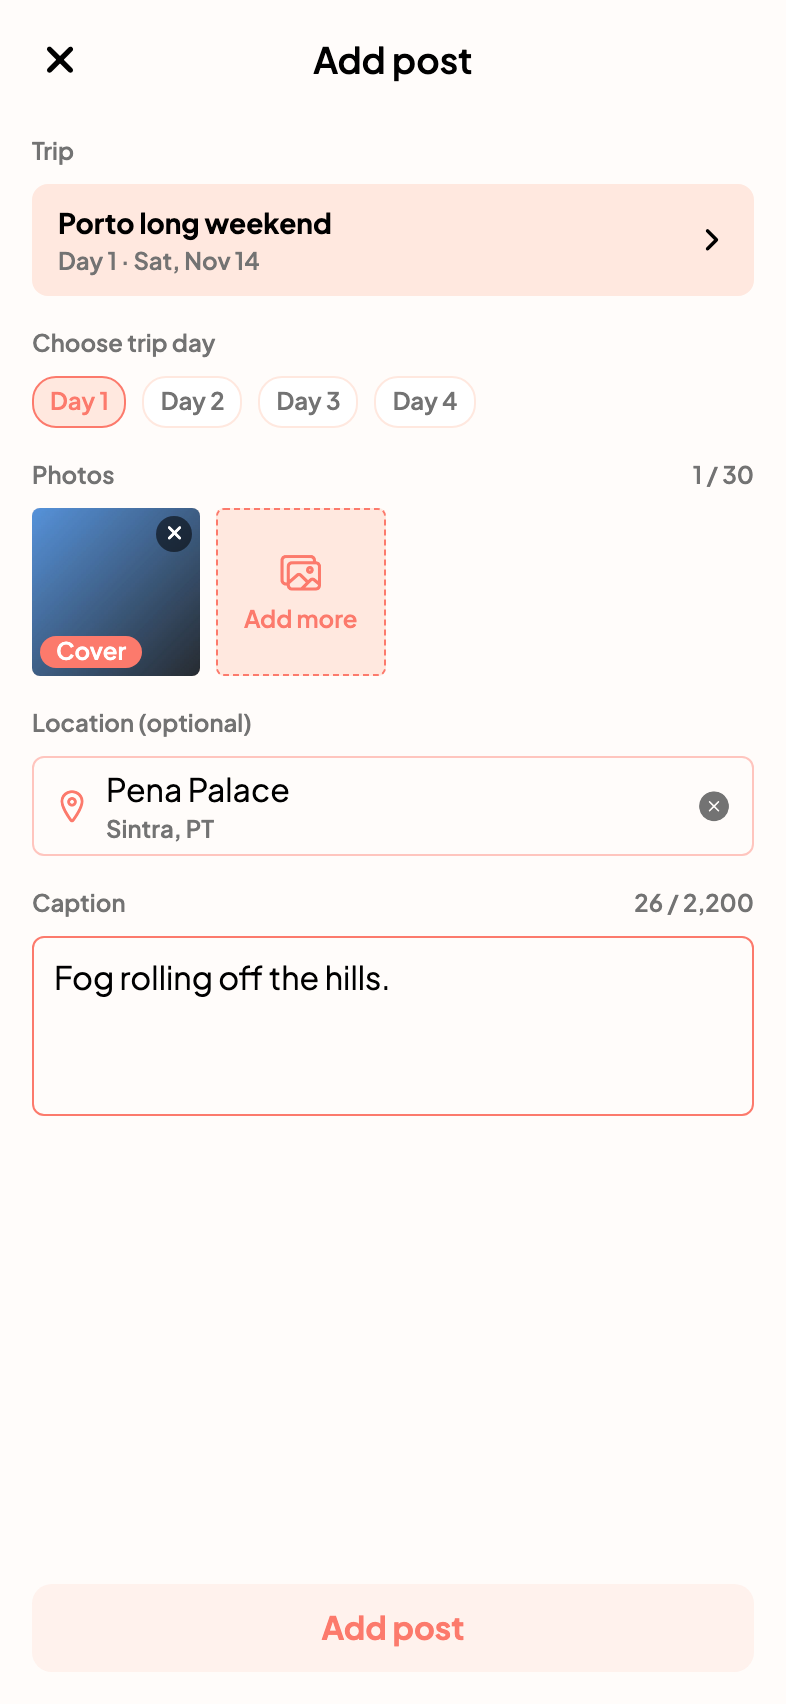 Add post
Trip
Porto long weekend
Day 1 · Sat, Nov 14
Choose trip day
Day 1
Day 2
Day 3
Day 4
Photos
1 / 30
Cover
Add more
Location (optional)
Pena Palace
Sintra, PT
Caption
26 / 2,200
Fog rolling off the hills.
Add post